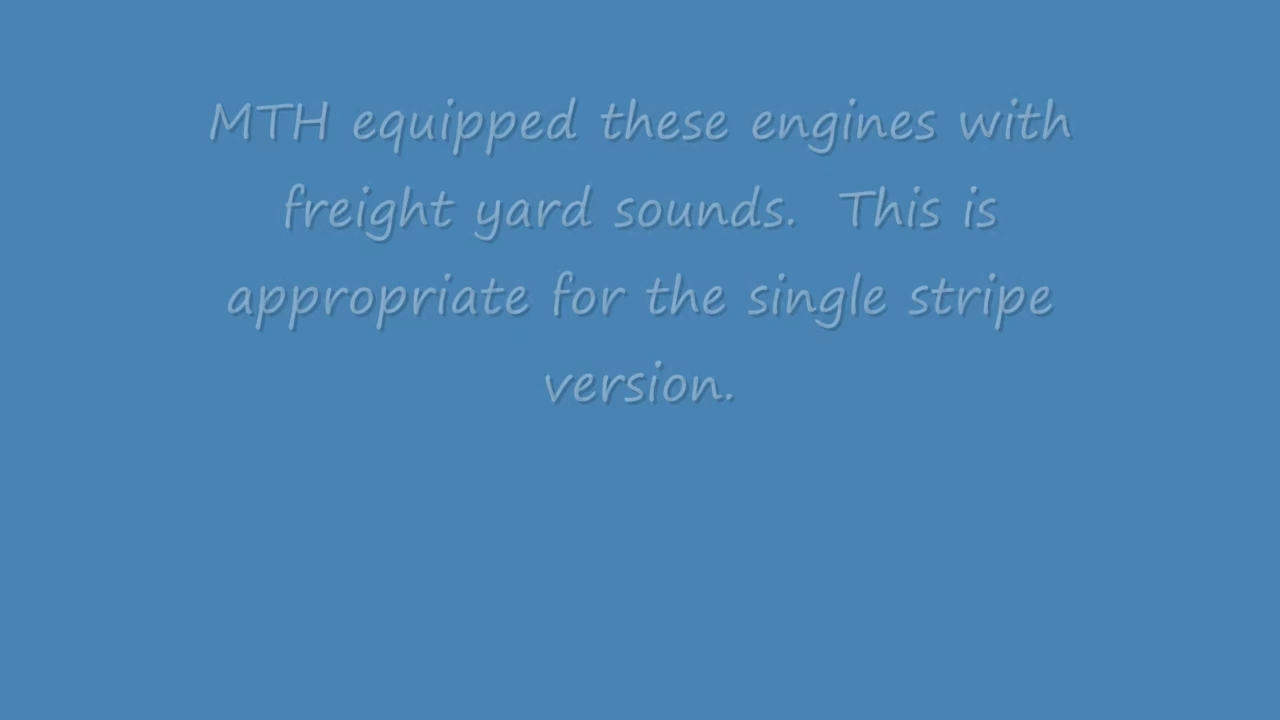 MTH equipped these engines with
freight yard sounds.  This is
appropriate for the single stripe
version.